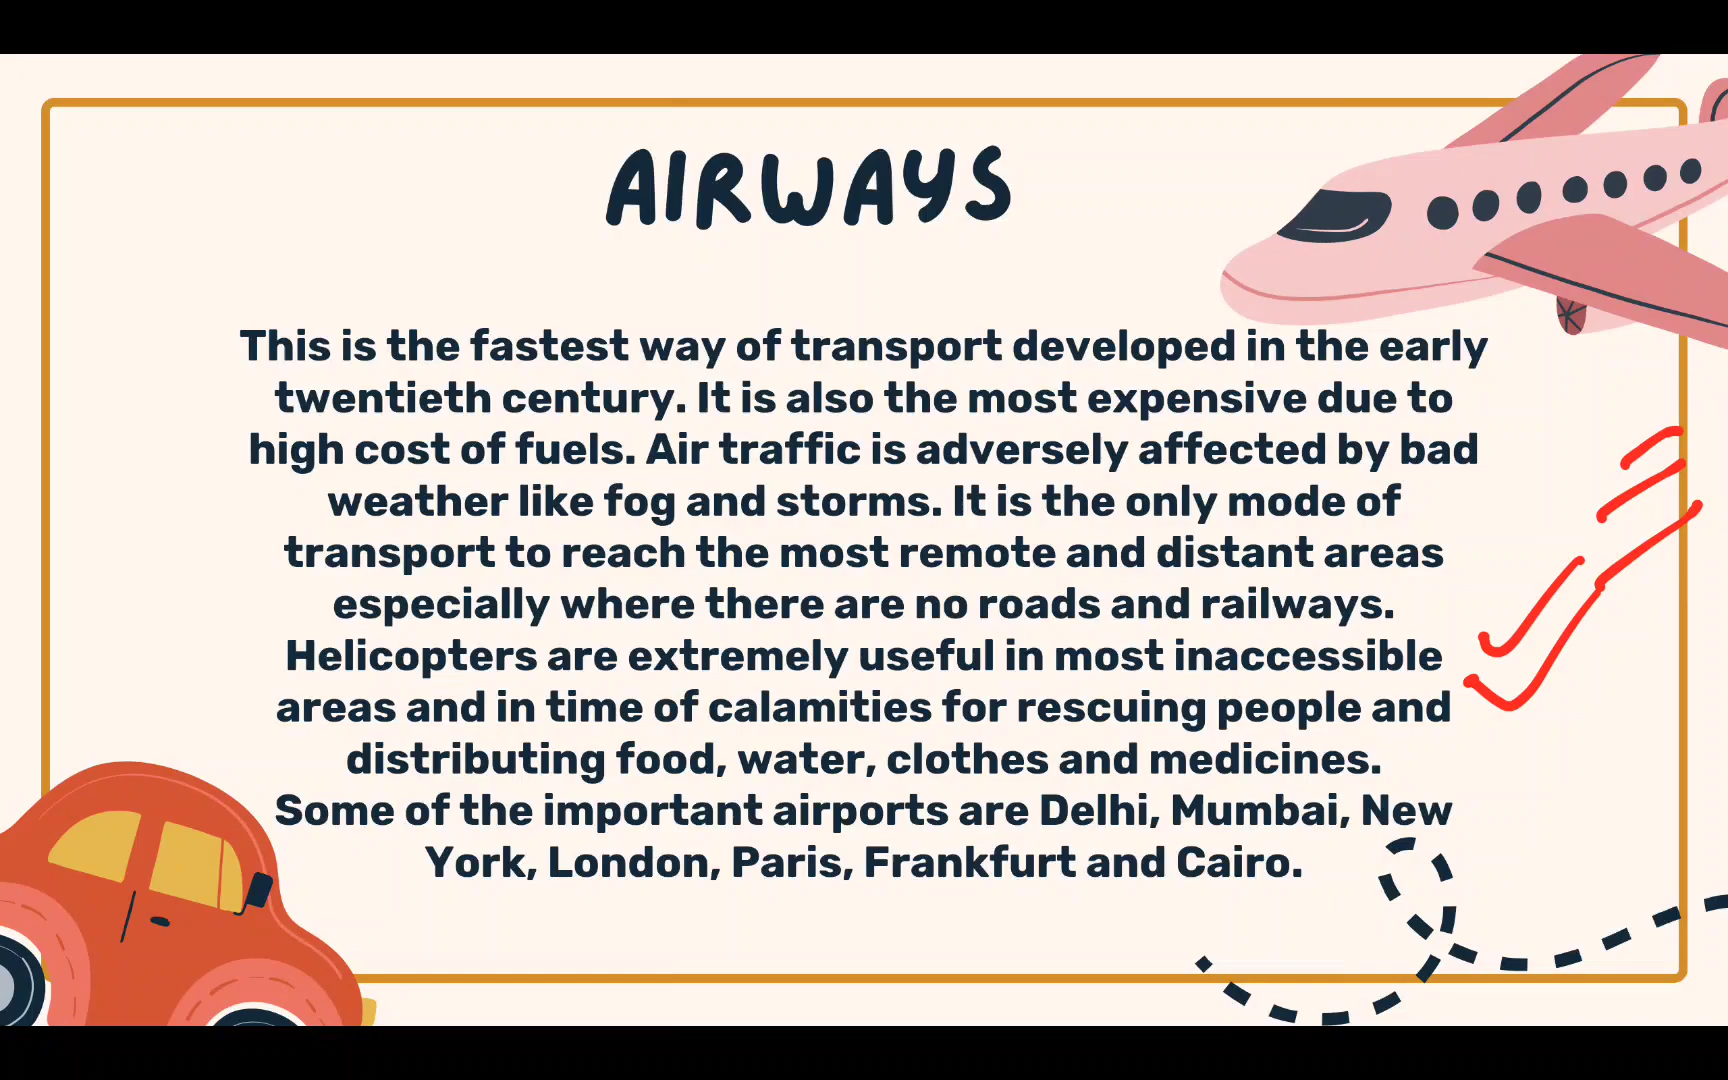 AIRWAYS
This is the fastest way of transport developed in the early
twentieth century. It is also the most expensive due to
high cost of fuels. Air traffic is adversely affected by bad
weather like fog and storms. It is the only mode of
transport to reach the most remote and distant areas
especially where there are no roads and railways.
Helicopters are extremely useful in most inaccessible
areas and in time of calamities for rescuing people and
distributing food, water, clothes and medicines.
Some of the important airports are Delhi, Mumbai, New
York, London, Paris, Frankfurt and Cairo.